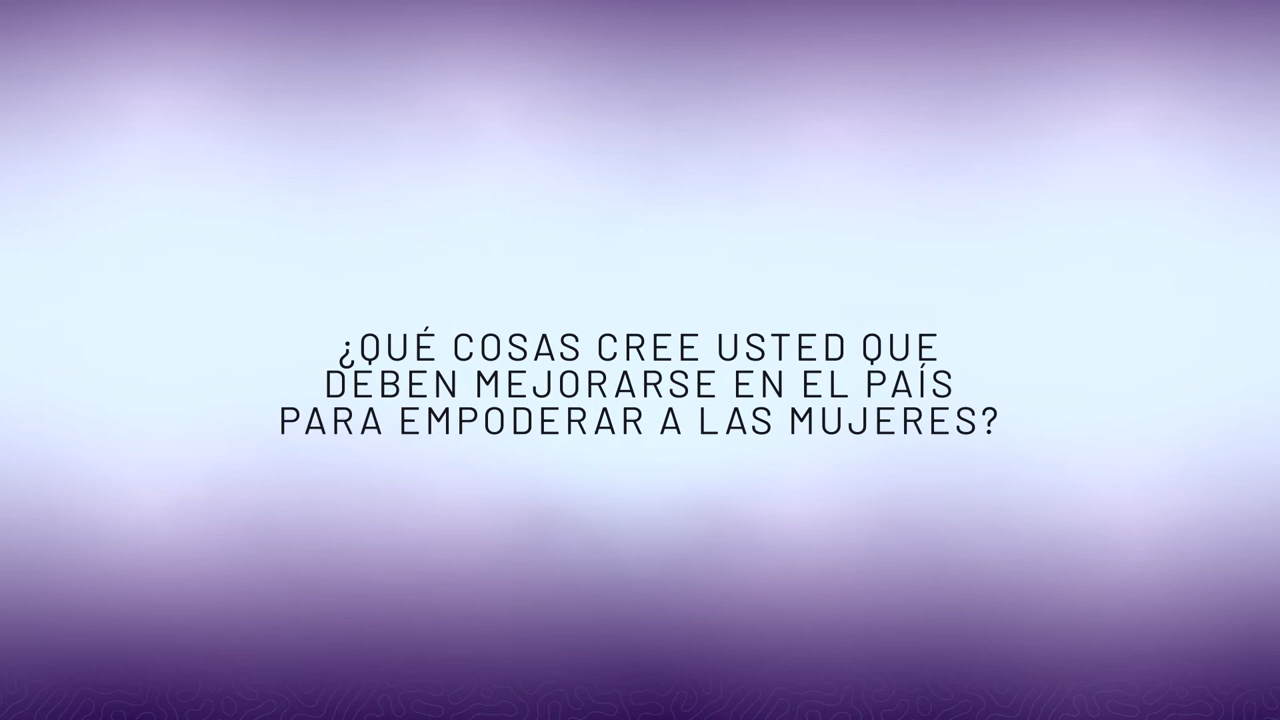 ¿QUÉ COSAS CREE USTED QUE
DEBEN MEJORARSE EN EL PAÍS
PARA EMPODERAR A LAS MUJERES?